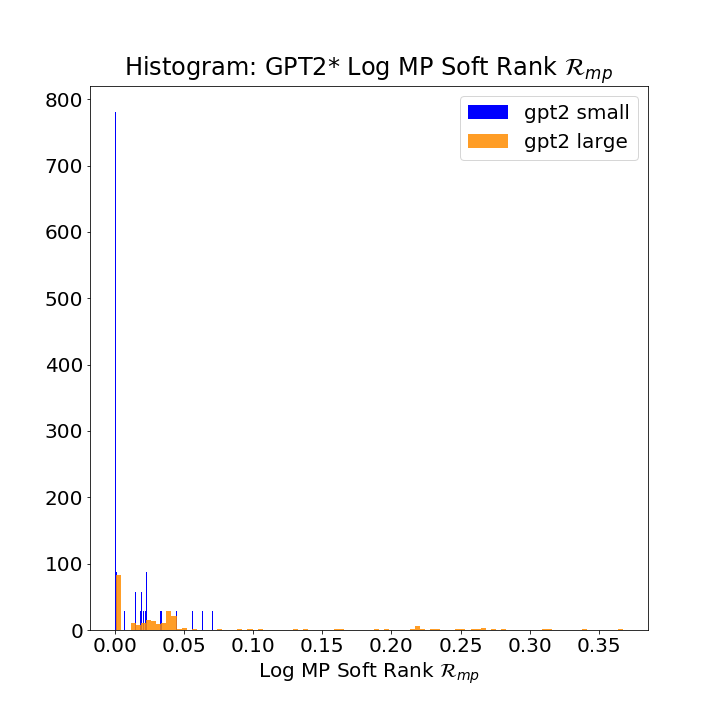 Histogram: GPT2* Log MP Soft Rank $\mathcal{R}_{mp}$
800
700
600
500
400
300
200
100
0
gpt2 small
gpt2 large
0.00 0.05 0.10 0.15 0.20 0.25 0.30 0.35
Log MP Soft Rank $\mathcal{R}_{mp}$